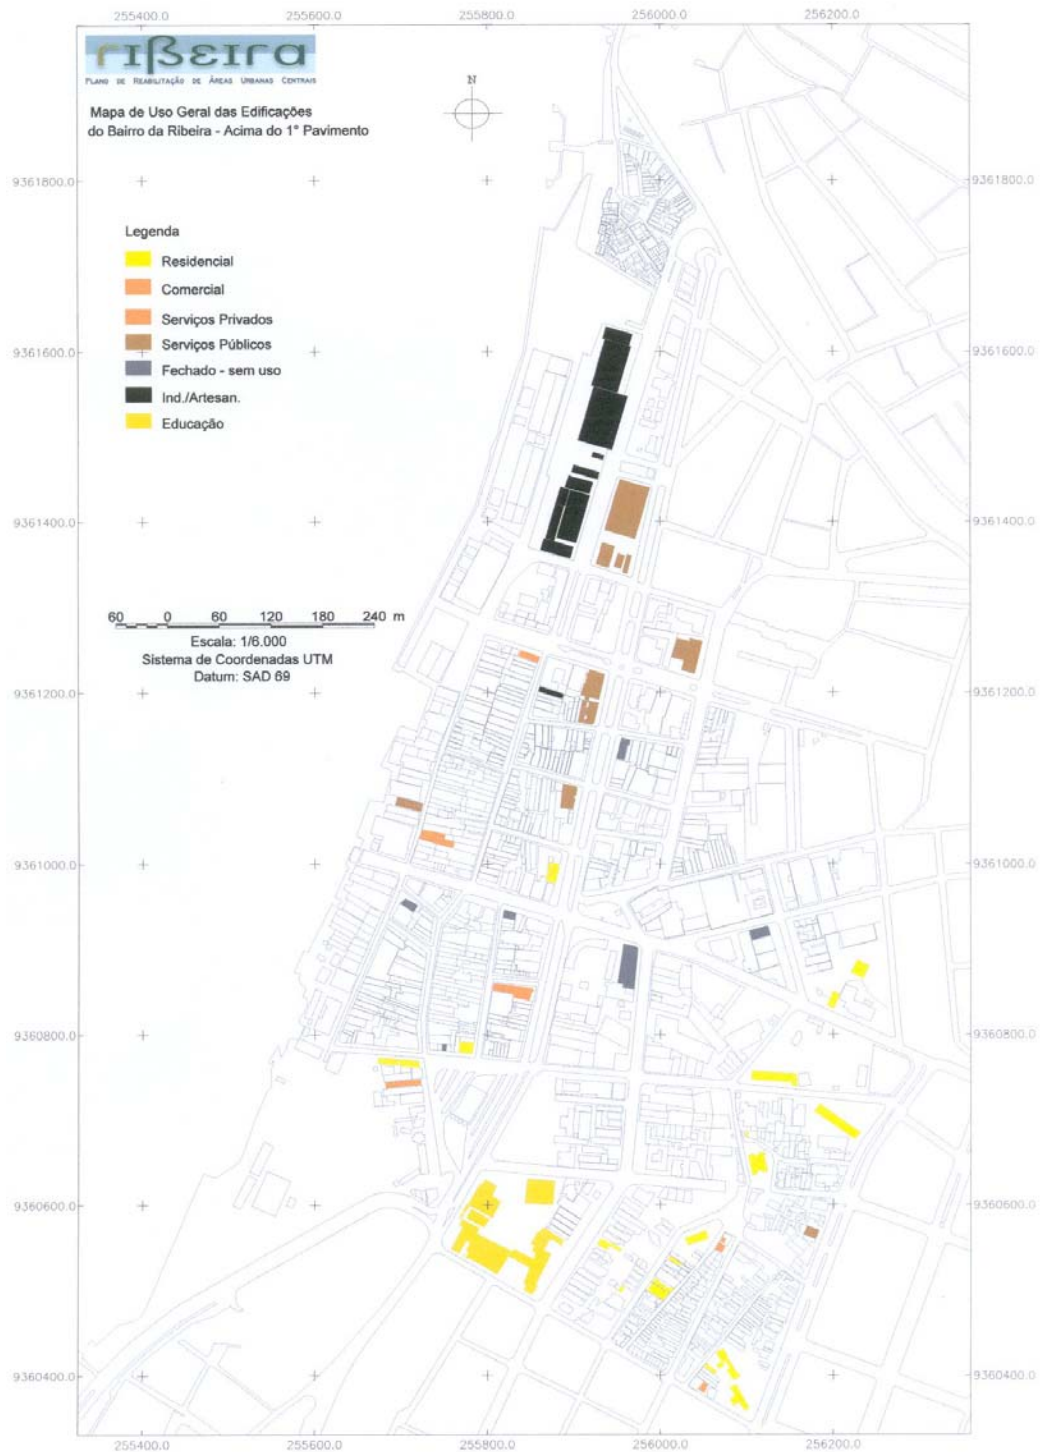 255400.0 255600.0 255800.0 256000.0 256200.0
riβeira
PLANO DE REABILITAÇÃO DE ÁREAS URBANAS CENTRAIS
N
Mapa de Uso Geral das Edificações
do Bairro da Ribeira - Acima do 1° Pavimento
9361800.0 9361800.0
Legenda
Residencial
Comercial
Serviços Privados
Serviços Públicos
Fechado - sem uso
Ind./Artesan.
Educação
9361600.0 9361600.0
9361400.0 9361400.0
60 0 60 120 180 240 m
Escala: 1/6.000
Sistema de Coordenadas UTM
Datum: SAD 69
9361200.0 9361200.0
9361000.0 9361000.0
9360800.0 9360800.0
9360600.0 9360600.0
9360400.0 9360400.0
255400.0 255600.0 255800.0 256000.0 256200.0